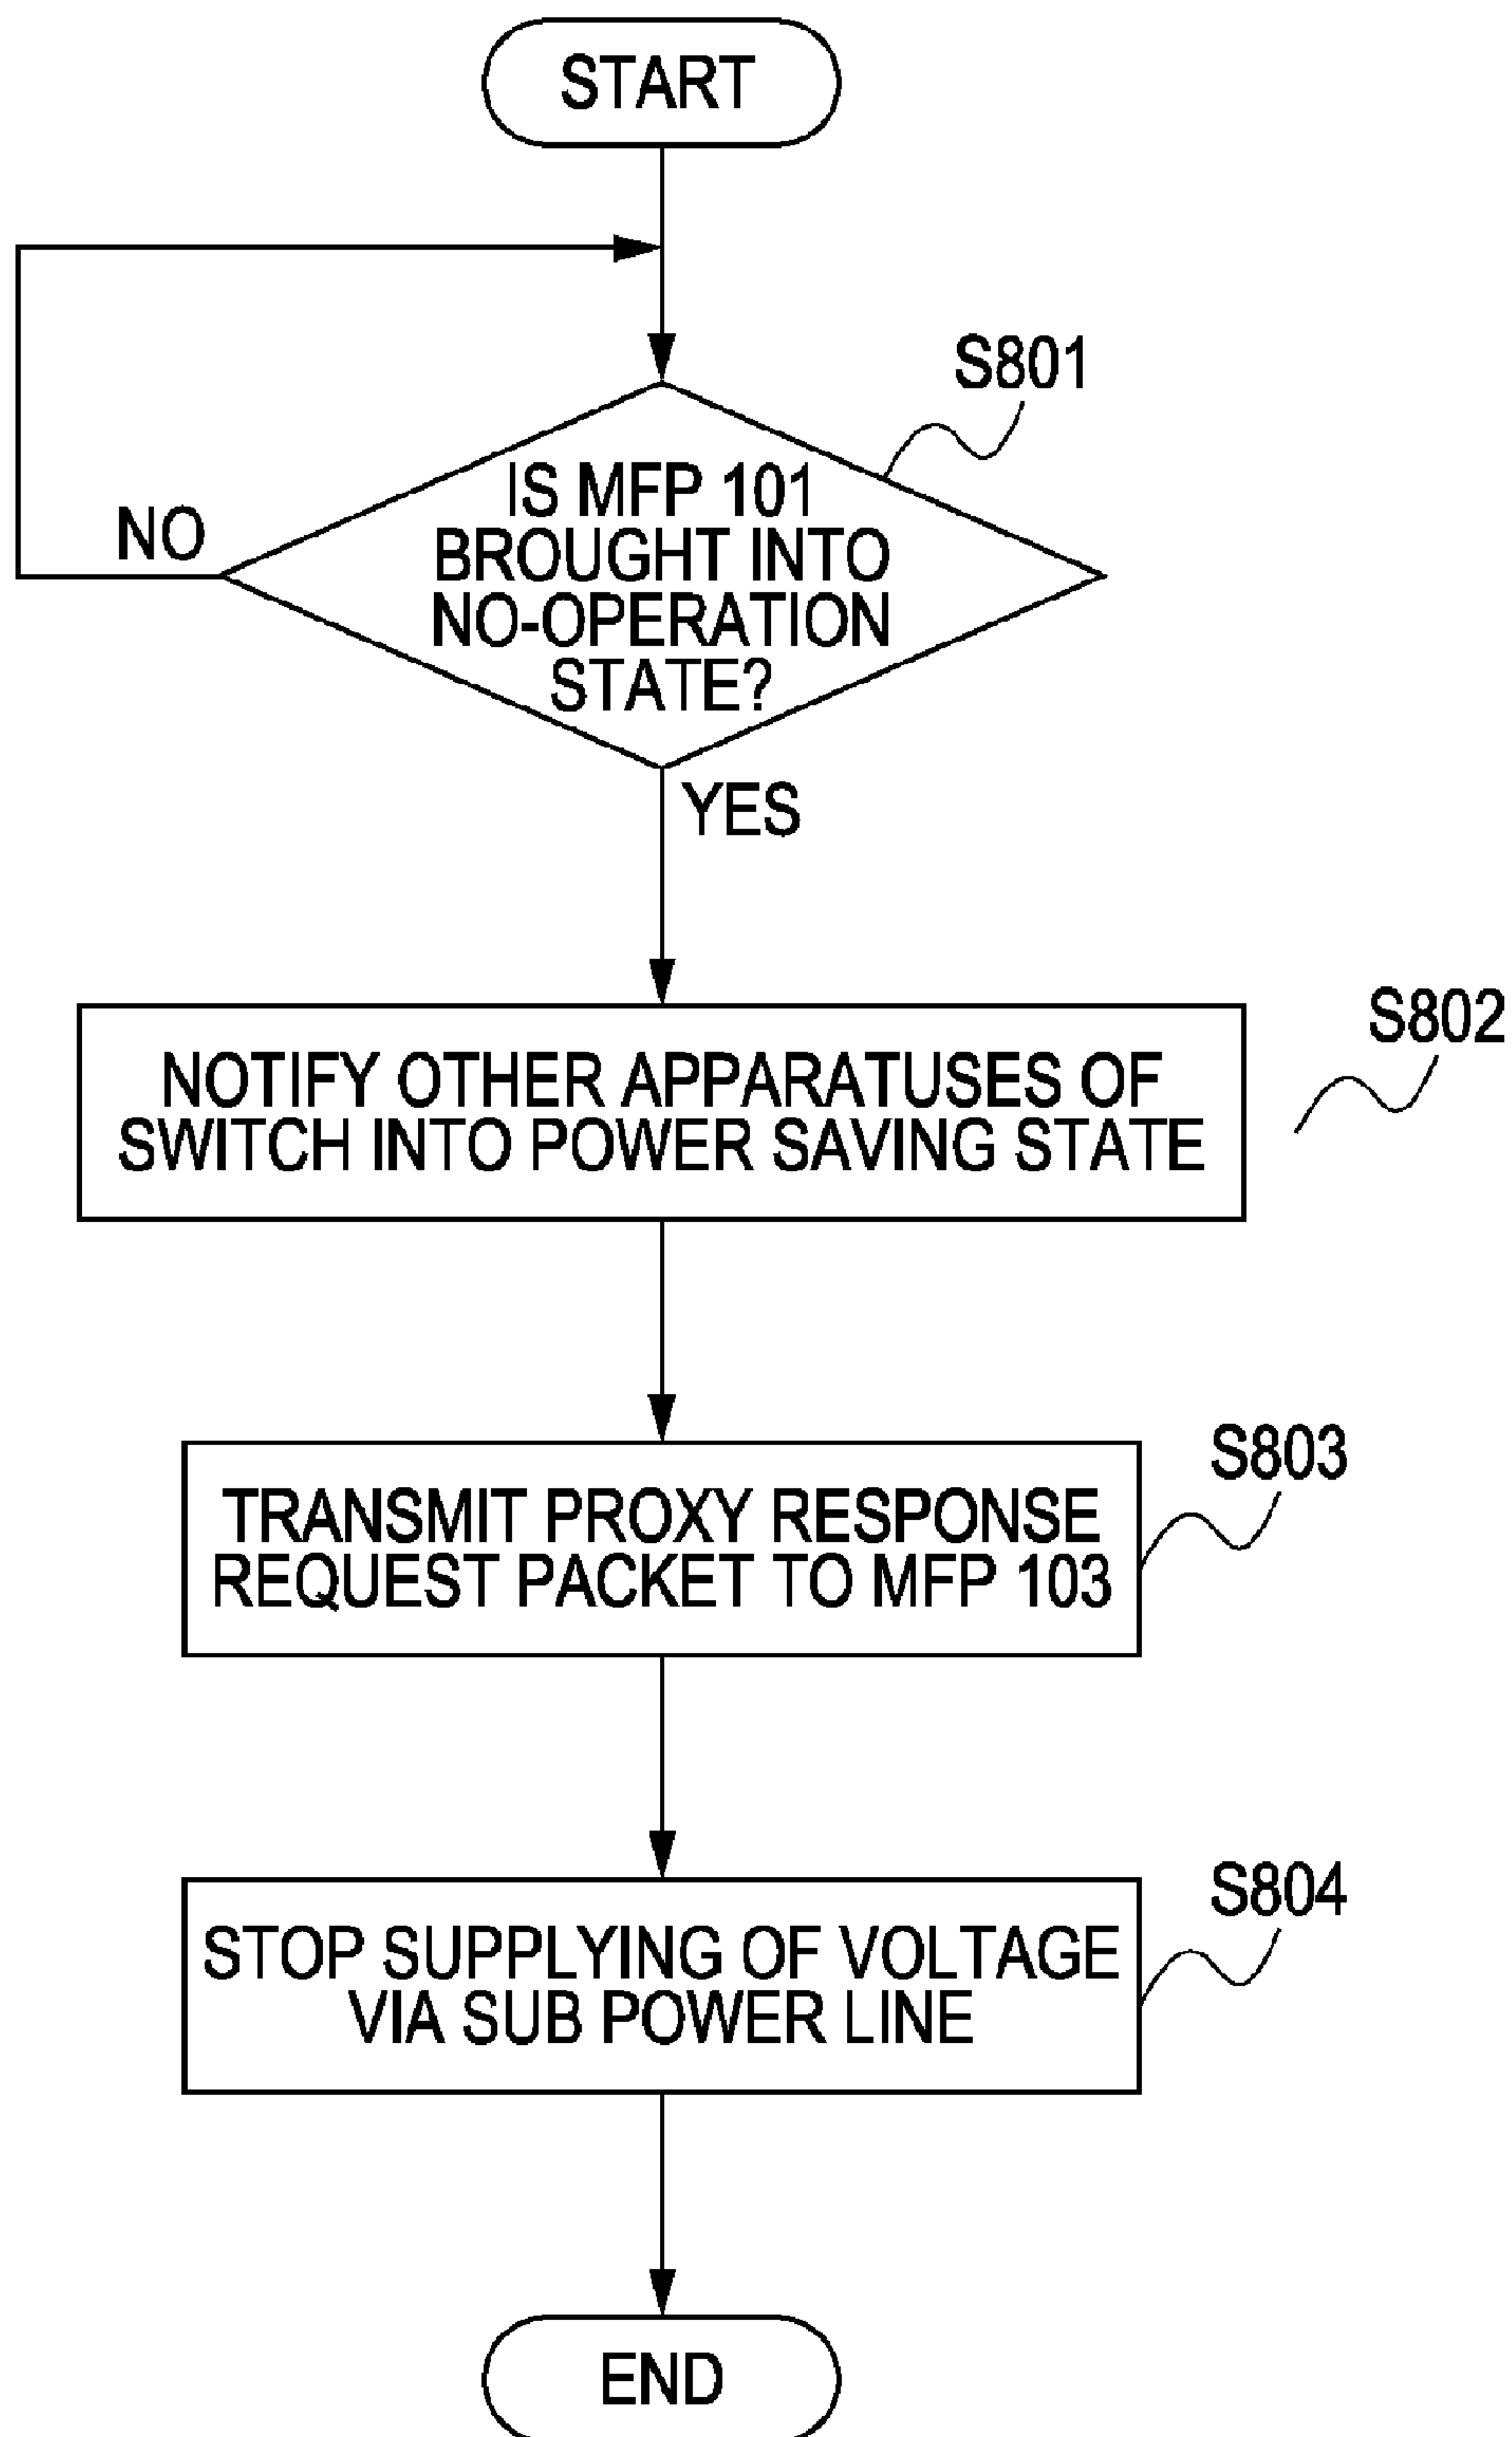 START
S801
IS MFP 101
BROUGHT INTO
NO-OPERATION
STATE?
NO
YES
S802
NOTIFY OTHER APPARATUSES OF
SWITCH INTO POWER SAVING STATE
S803
TRANSMIT PROXY RESPONSE
REQUEST PACKET TO MFP 103
S804
STOP SUPPLYING OF VOLTAGE
VIA SUB POWER LINE
END